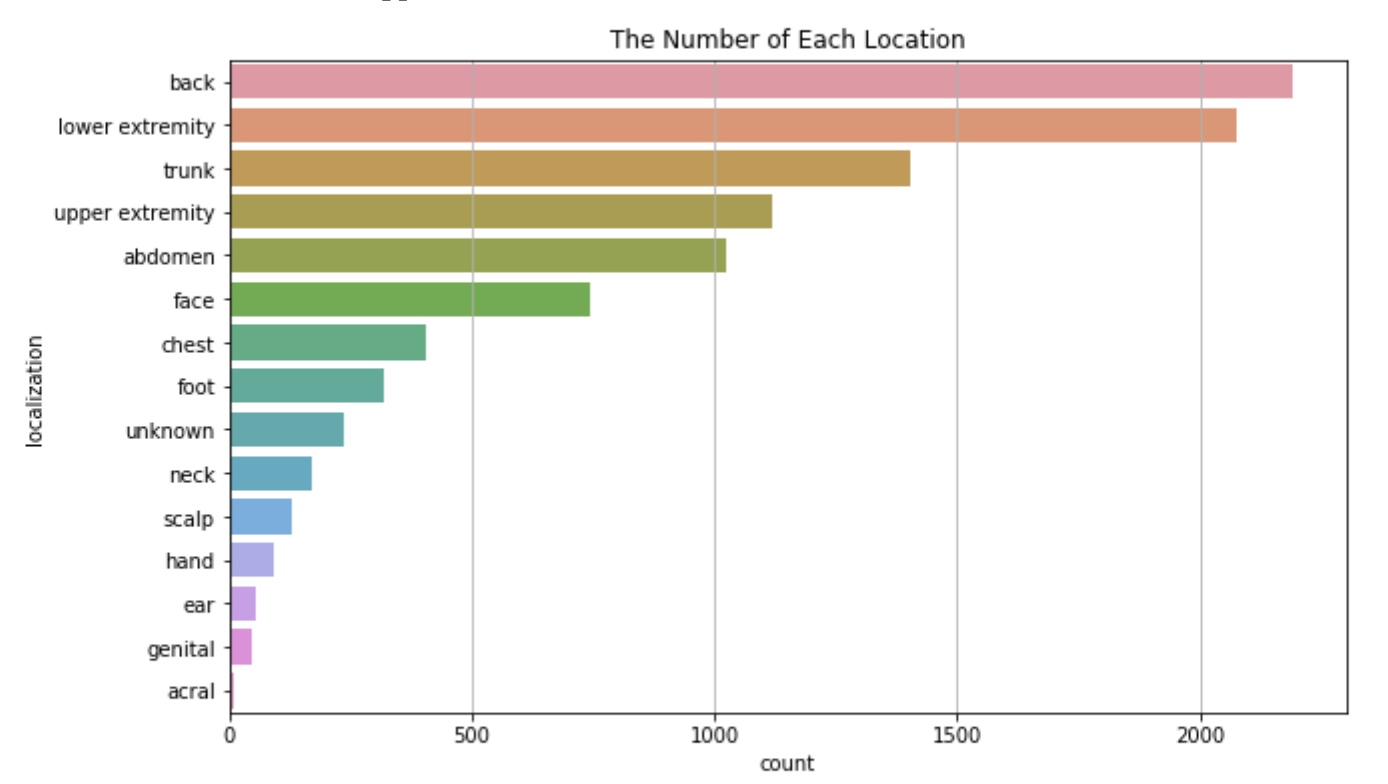 The Number of Each Location
back
lower extremity
trunk
upper extremity
abdomen
face
chest
foot
unknown
neck
scalp
hand
ear
genital
acral
localization
0 500 1000 1500 2000
count